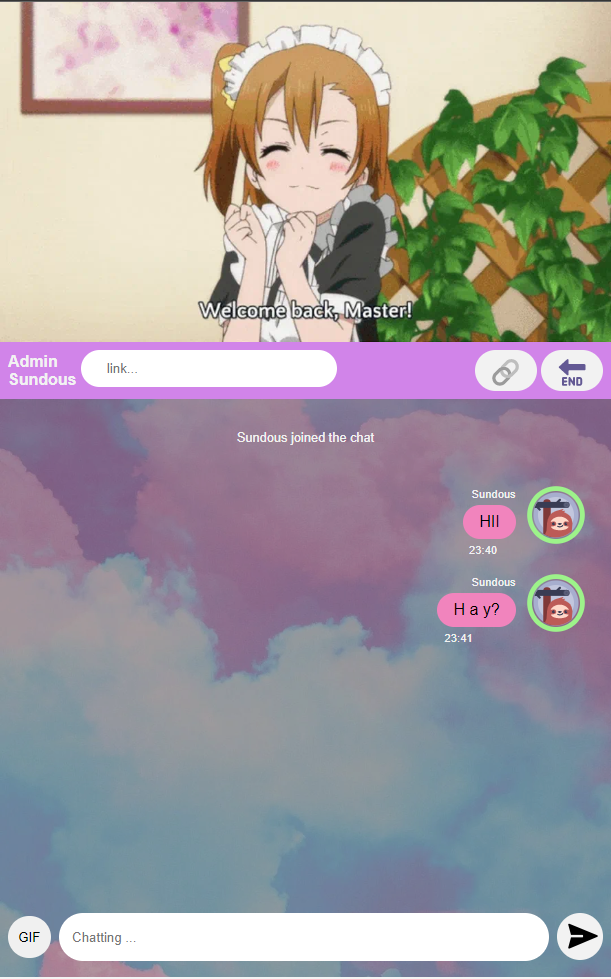 Welcome back, Master!
Admin
Sundous
link...
END
Sundous joined the chat
Sundous
HII
23:40
Sundous
H a y?
23:41
GIF
Chatting ...